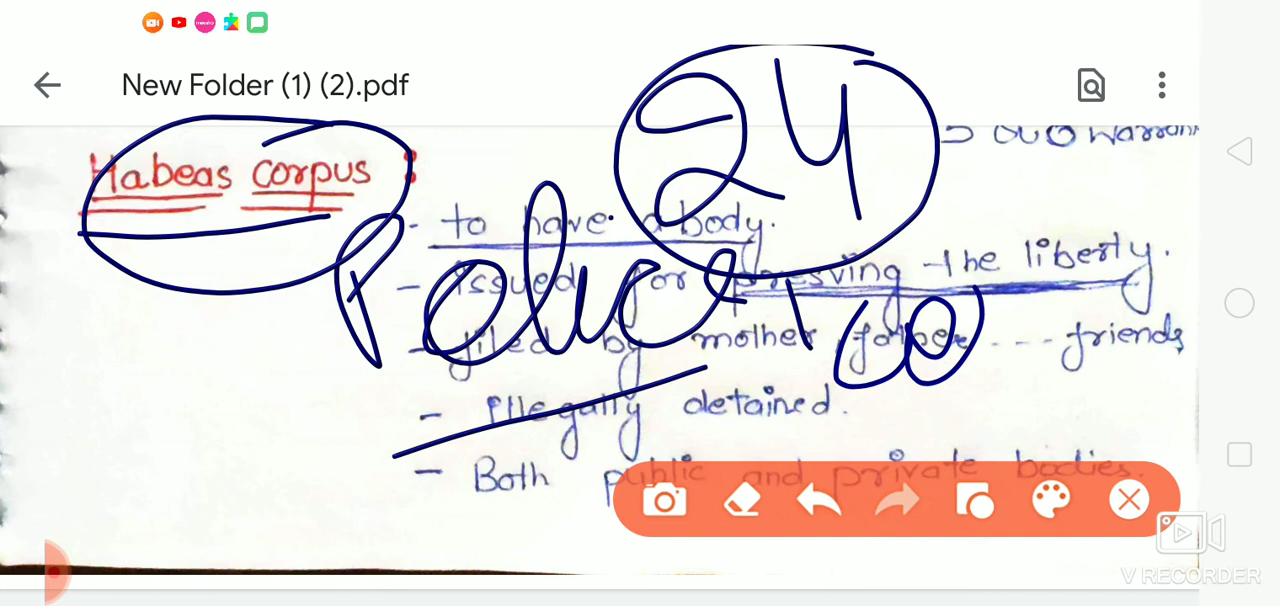 New Folder (1) (2).pdf
Habeas corpus :
- to have a body.
- issued for presving the liberty.
- filed by mother father .... friends
- Illegally detained.
- Both public and private bodies.
24
Police
V RECORDER